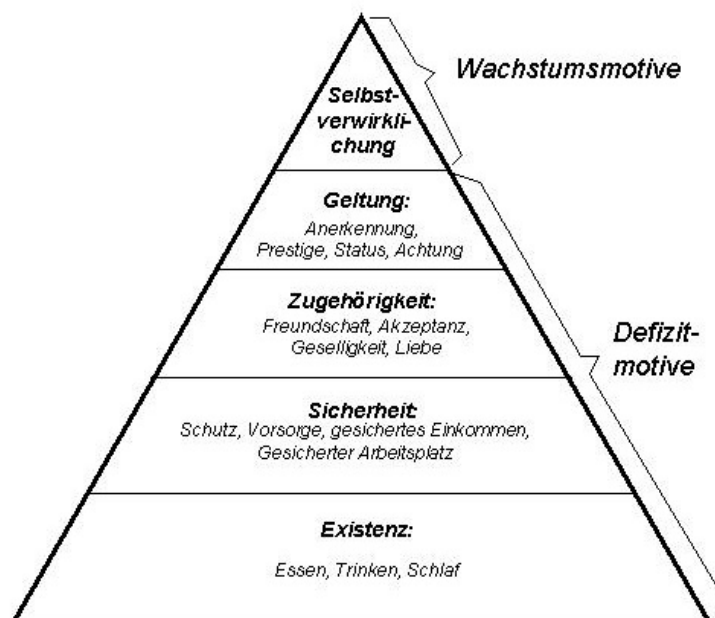 Wachstumsmotive
Selbst-
verwirkli-
chung
Geltung:
Anerkennung,
Prestige, Status, Achtung
Zugehörigkeit:
Freundschaft, Akzeptanz,
Geselligkeit, Liebe
Defizit-
motive
Sicherheit:
Schutz, Vorsorge, gesichertes Einkommen,
Gesicherter Arbeitsplatz
Existenz:
Essen, Trinken, Schlaf